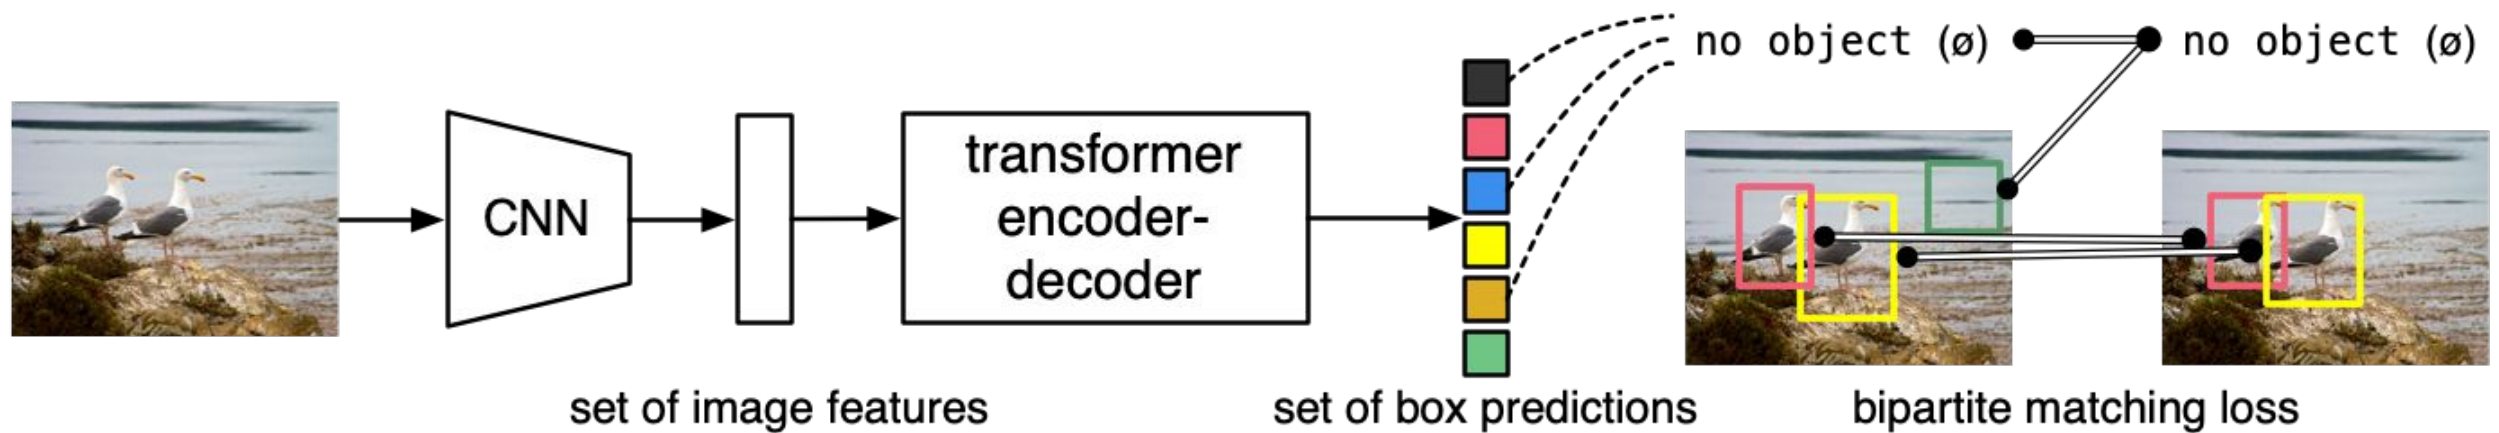 no object (ø)
no object (ø)
CNN
transformer
encoder-
decoder
set of image features
set of box predictions
bipartite matching loss